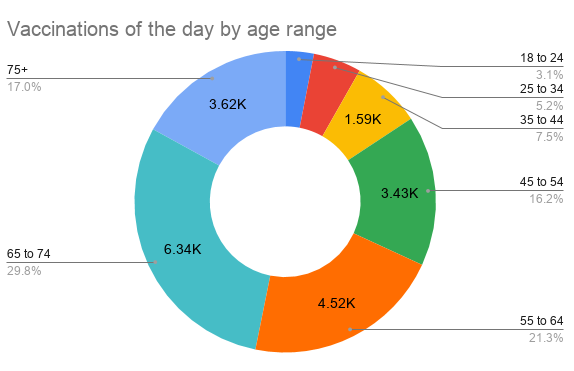 Vaccinations of the day by age range
18 to 24
3.1%
25 to 34
5.2%
35 to 44
7.5%
45 to 54
16.2%
55 to 64
21.3%
65 to 74
29.8%
75+
17.0%
1.59K
3.43K
4.52K
6.34K
3.62K